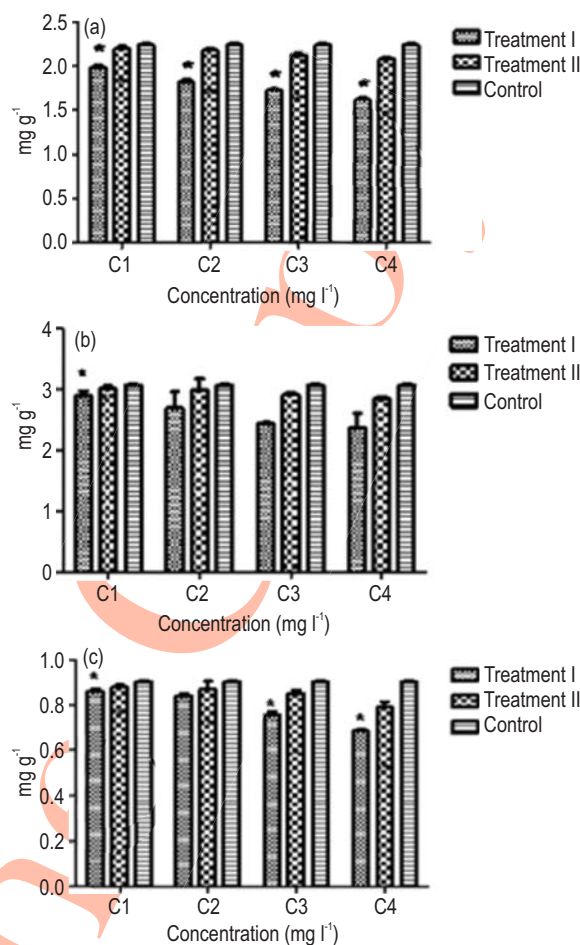 (a)
2.5
2.0
1.5
1.0
0.5
0.0
mg g⁻¹
* * * *
C1 C2 C3 C4
Concentration (mg l⁻¹)
Treatment I
Treatment II
Control
(b)
4
3
2
1
0
mg g⁻¹
*
C1 C2 C3 C4
Concentration (mg l⁻¹)
Treatment I
Treatment II
Control
(c)
1.0
0.8
0.6
0.4
0.2
0.0
mg g⁻¹
* * *
C1 C2 C3 C4
Concentration (mg l⁻¹)
Treatment I
Treatment II
Control